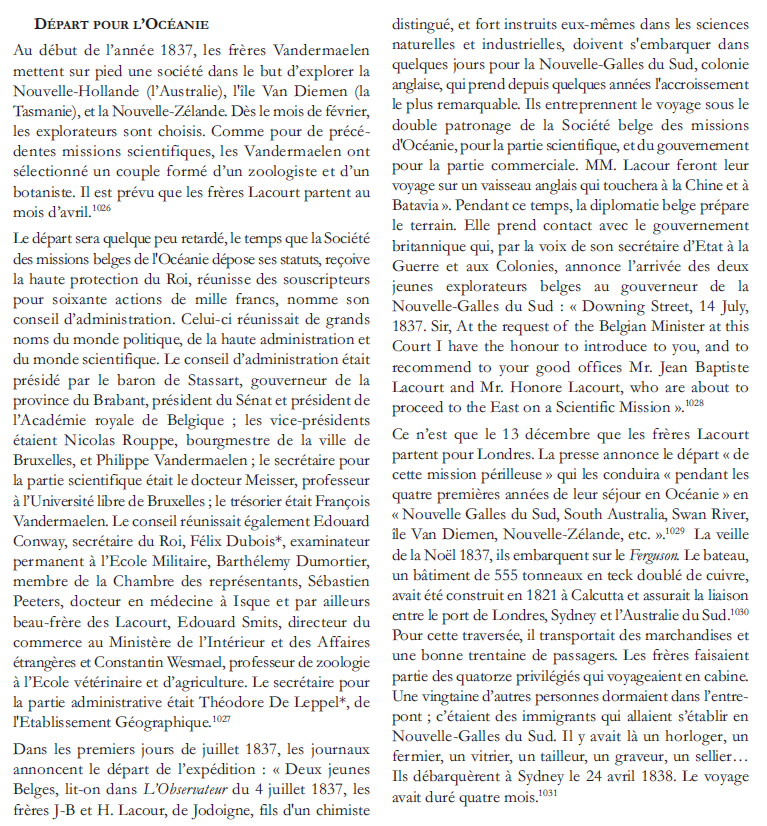 DÉPART POUR L'OCÉANIE
Au début de l'année 1837, les frères Vandermaelen
mettent sur pied une société dans le but d'explorer la
Nouvelle-Hollande (l'Australie), l'île Van Diemen (la
Tasmanie), et la Nouvelle-Zélande. Dès le mois de février,
les explorateurs sont choisis. Comme pour de précé-
dentes missions scientifiques, les Vandermaelen ont
sélectionné un couple formé d'un zoologiste et d'un
botaniste. Il est prévu que les frères Lacourt partent au
mois d'avril.1026
Le départ sera quelque peu retardé, le temps que la Société
des missions belges de l'Océanie dépose ses statuts, reçoive
la haute protection du Roi, réunisse des souscripteurs
pour soixante actions de mille francs, nomme son
conseil d'administration. Celui-ci réunissait de grands
noms du monde politique, de la haute administration et
du monde scientifique. Le conseil d'administration était
présidé par le baron de Stassart, gouverneur de la
province du Brabant, président du Sénat et président de
l'Académie royale de Belgique ; les vice-présidents
étaient Nicolas Rouppe, bourgmestre de la ville de
Bruxelles, et Philippe Vandermaelen ; le secrétaire pour
la partie scientifique était le docteur Meisser, professeur
à l'Université libre de Bruxelles ; le trésorier était François
Vandermaelen. Le conseil réunissait également Edouard
Conway, secrétaire du Roi, Félix Dubois*, examinateur
permanent à l'Ecole Militaire, Barthélemy Dumortier,
membre de la Chambre des représentants, Sébastien
Peeters, docteur en médecine à Isque et par ailleurs
beau-frère des Lacourt, Edouard Smits, directeur du
commerce au Ministère de l'Intérieur et des Affaires
étrangères et Constantin Wesmael, professeur de zoologie
à l'Ecole vétérinaire et d'agriculture. Le secrétaire pour
la partie administrative était Théodore De Leppel*, de
l'Etablissement Géographique.1027
Dans les premiers jours de juillet 1837, les journaux
annoncent le départ de l'expédition : « Deux jeunes
Belges, lit-on dans L'Observateur du 4 juillet 1837, les
frères J-B et H. Lacour, de Jodoigne, fils d'un chimiste
distingué, et fort instruits eux-mêmes dans les sciences
naturelles et industrielles, doivent s'embarquer dans
quelques jours pour la Nouvelle-Galles du Sud, colonie
anglaise, qui prend depuis quelques années l'accroissement
le plus remarquable. Ils entreprennent le voyage sous le
double patronage de la Société belge des missions
d'Océanie, pour la partie scientifique, et du gouvernement
pour la partie commerciale. MM. Lacour feront leur
voyage sur un vaisseau anglais qui touchera à la Chine et à
Batavia ». Pendant ce temps, la diplomatie belge prépare
le terrain. Elle prend contact avec le gouvernement
britannique qui, par la voix de son secrétaire d'Etat à la
Guerre et aux Colonies, annonce l'arrivée des deux
jeunes explorateurs belges au gouverneur de la
Nouvelle-Galles du Sud : « Downing Street, 14 July,
1837. Sir, At the request of the Belgian Minister at this
Court I have the honour to introduce to you, and to
recommend to your good offices Mr. Jean Baptiste
Lacourt and Mr. Honore Lacourt, who are about to
proceed to the East on a Scientific Mission ».1028
Ce n'est que le 13 décembre que les frères Lacourt
partent pour Londres. La presse annonce le départ « de
cette mission périlleuse » qui les conduira « pendant les
quatre premières années de leur séjour en Océanie » en
« Nouvelle Galles du Sud, South Australia, Swan River,
île Van Diemen, Nouvelle-Zélande, etc. ».1029 La veille
de la Noël 1837, ils embarquent sur le Ferguson. Le bateau,
un bâtiment de 555 tonneaux en teck doublé de cuivre,
avait été construit en 1821 à Calcutta et assurait la liaison
entre le port de Londres, Sydney et l'Australie du Sud.1030
Pour cette traversée, il transportait des marchandises et
une bonne trentaine de passagers. Les frères faisaient
partie des quatorze privilégiés qui voyageaient en cabine.
Une vingtaine d'autres personnes dormaient dans l'entre-
pont ; c'étaient des immigrants qui allaient s'établir en
Nouvelle-Galles du Sud. Il y avait là un horloger, un
fermier, un vitrier, un tailleur, un graveur, un sellier…
Ils débarquèrent à Sydney le 24 avril 1838. Le voyage
avait duré quatre mois.1031